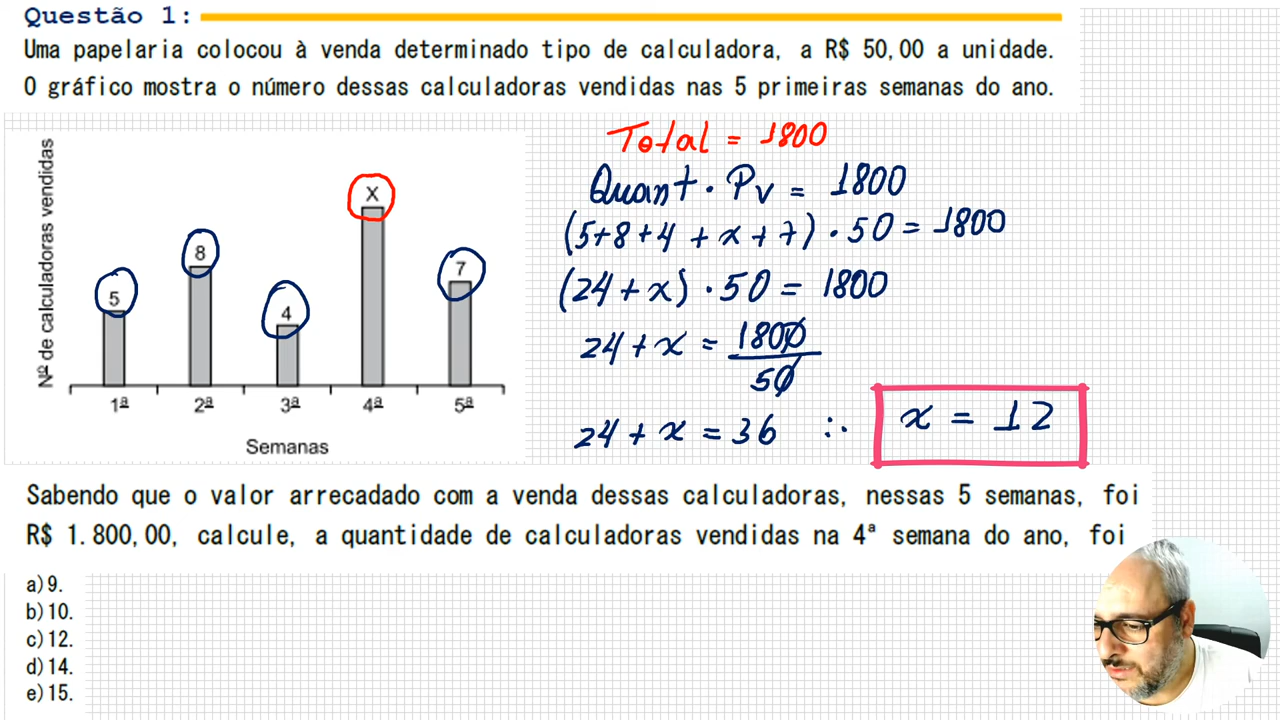 Questão 1:
Uma papelaria colocou à venda determinado tipo de calculadora, a R$ 50,00 a unidade.
O gráfico mostra o número dessas calculadoras vendidas nas 5 primeiras semanas do ano.
Nº de calculadoras vendidas
5
8
4
X
7
1ª
2ª
3ª
4ª
5ª
Semanas
Total = 1800
Quant . Pv = 1800
(5+8+4+x+7) . 50 = 1800
(24+x) . 50 = 1800
24+x = 1800
50
24+x = 36 ∴ x = 12
Sabendo que o valor arrecadado com a venda dessas calculadoras, nessas 5 semanas, foi
R$ 1.800,00, calcule, a quantidade de calculadoras vendidas na 4ª semana do ano, foi
a)9.
b)10.
c)12.
d)14.
e)15.